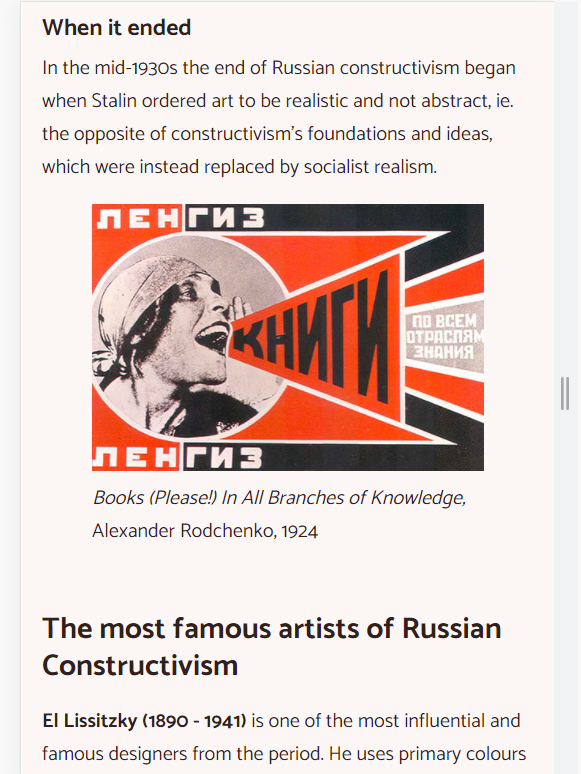 When it ended
In the mid-1930s the end of Russian constructivism began
when Stalin ordered art to be realistic and not abstract, ie.
the opposite of constructivism's foundations and ideas,
which were instead replaced by socialist realism.
ЛЕНГИЗ
КНИГИ
ПО ВСЕМ
ОТРАСЛЯМ
ЗНАНИЯ
ЛЕНГИЗ
Books (Please!) In All Branches of Knowledge,
Alexander Rodchenko, 1924
The most famous artists of Russian
Constructivism
El Lissitzky (1890 - 1941) is one of the most influential and
famous designers from the period. He uses primary colours